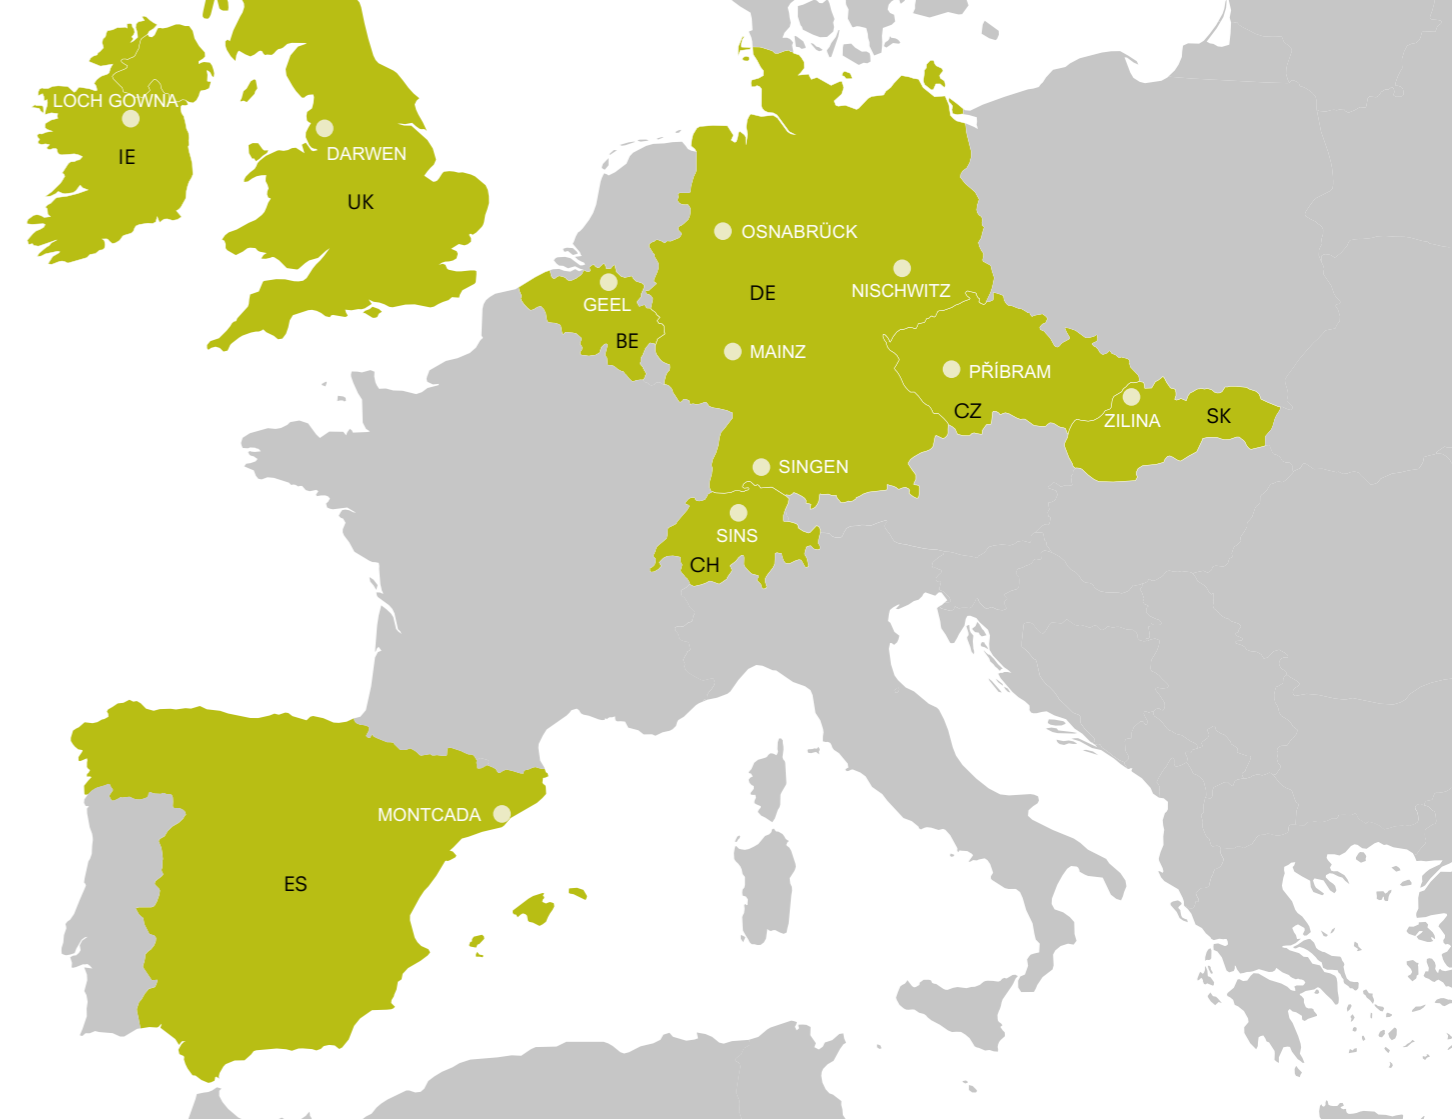 LOCH GOWNA
IE
DARWEN
UK
OSNABRÜCK
NISCHWITZ
DE
GEEL
BE
MAINZ
PŘÍBRAM
CZ
ZILINA
SK
SINGEN
SINS
CH
MONTCADA
ES